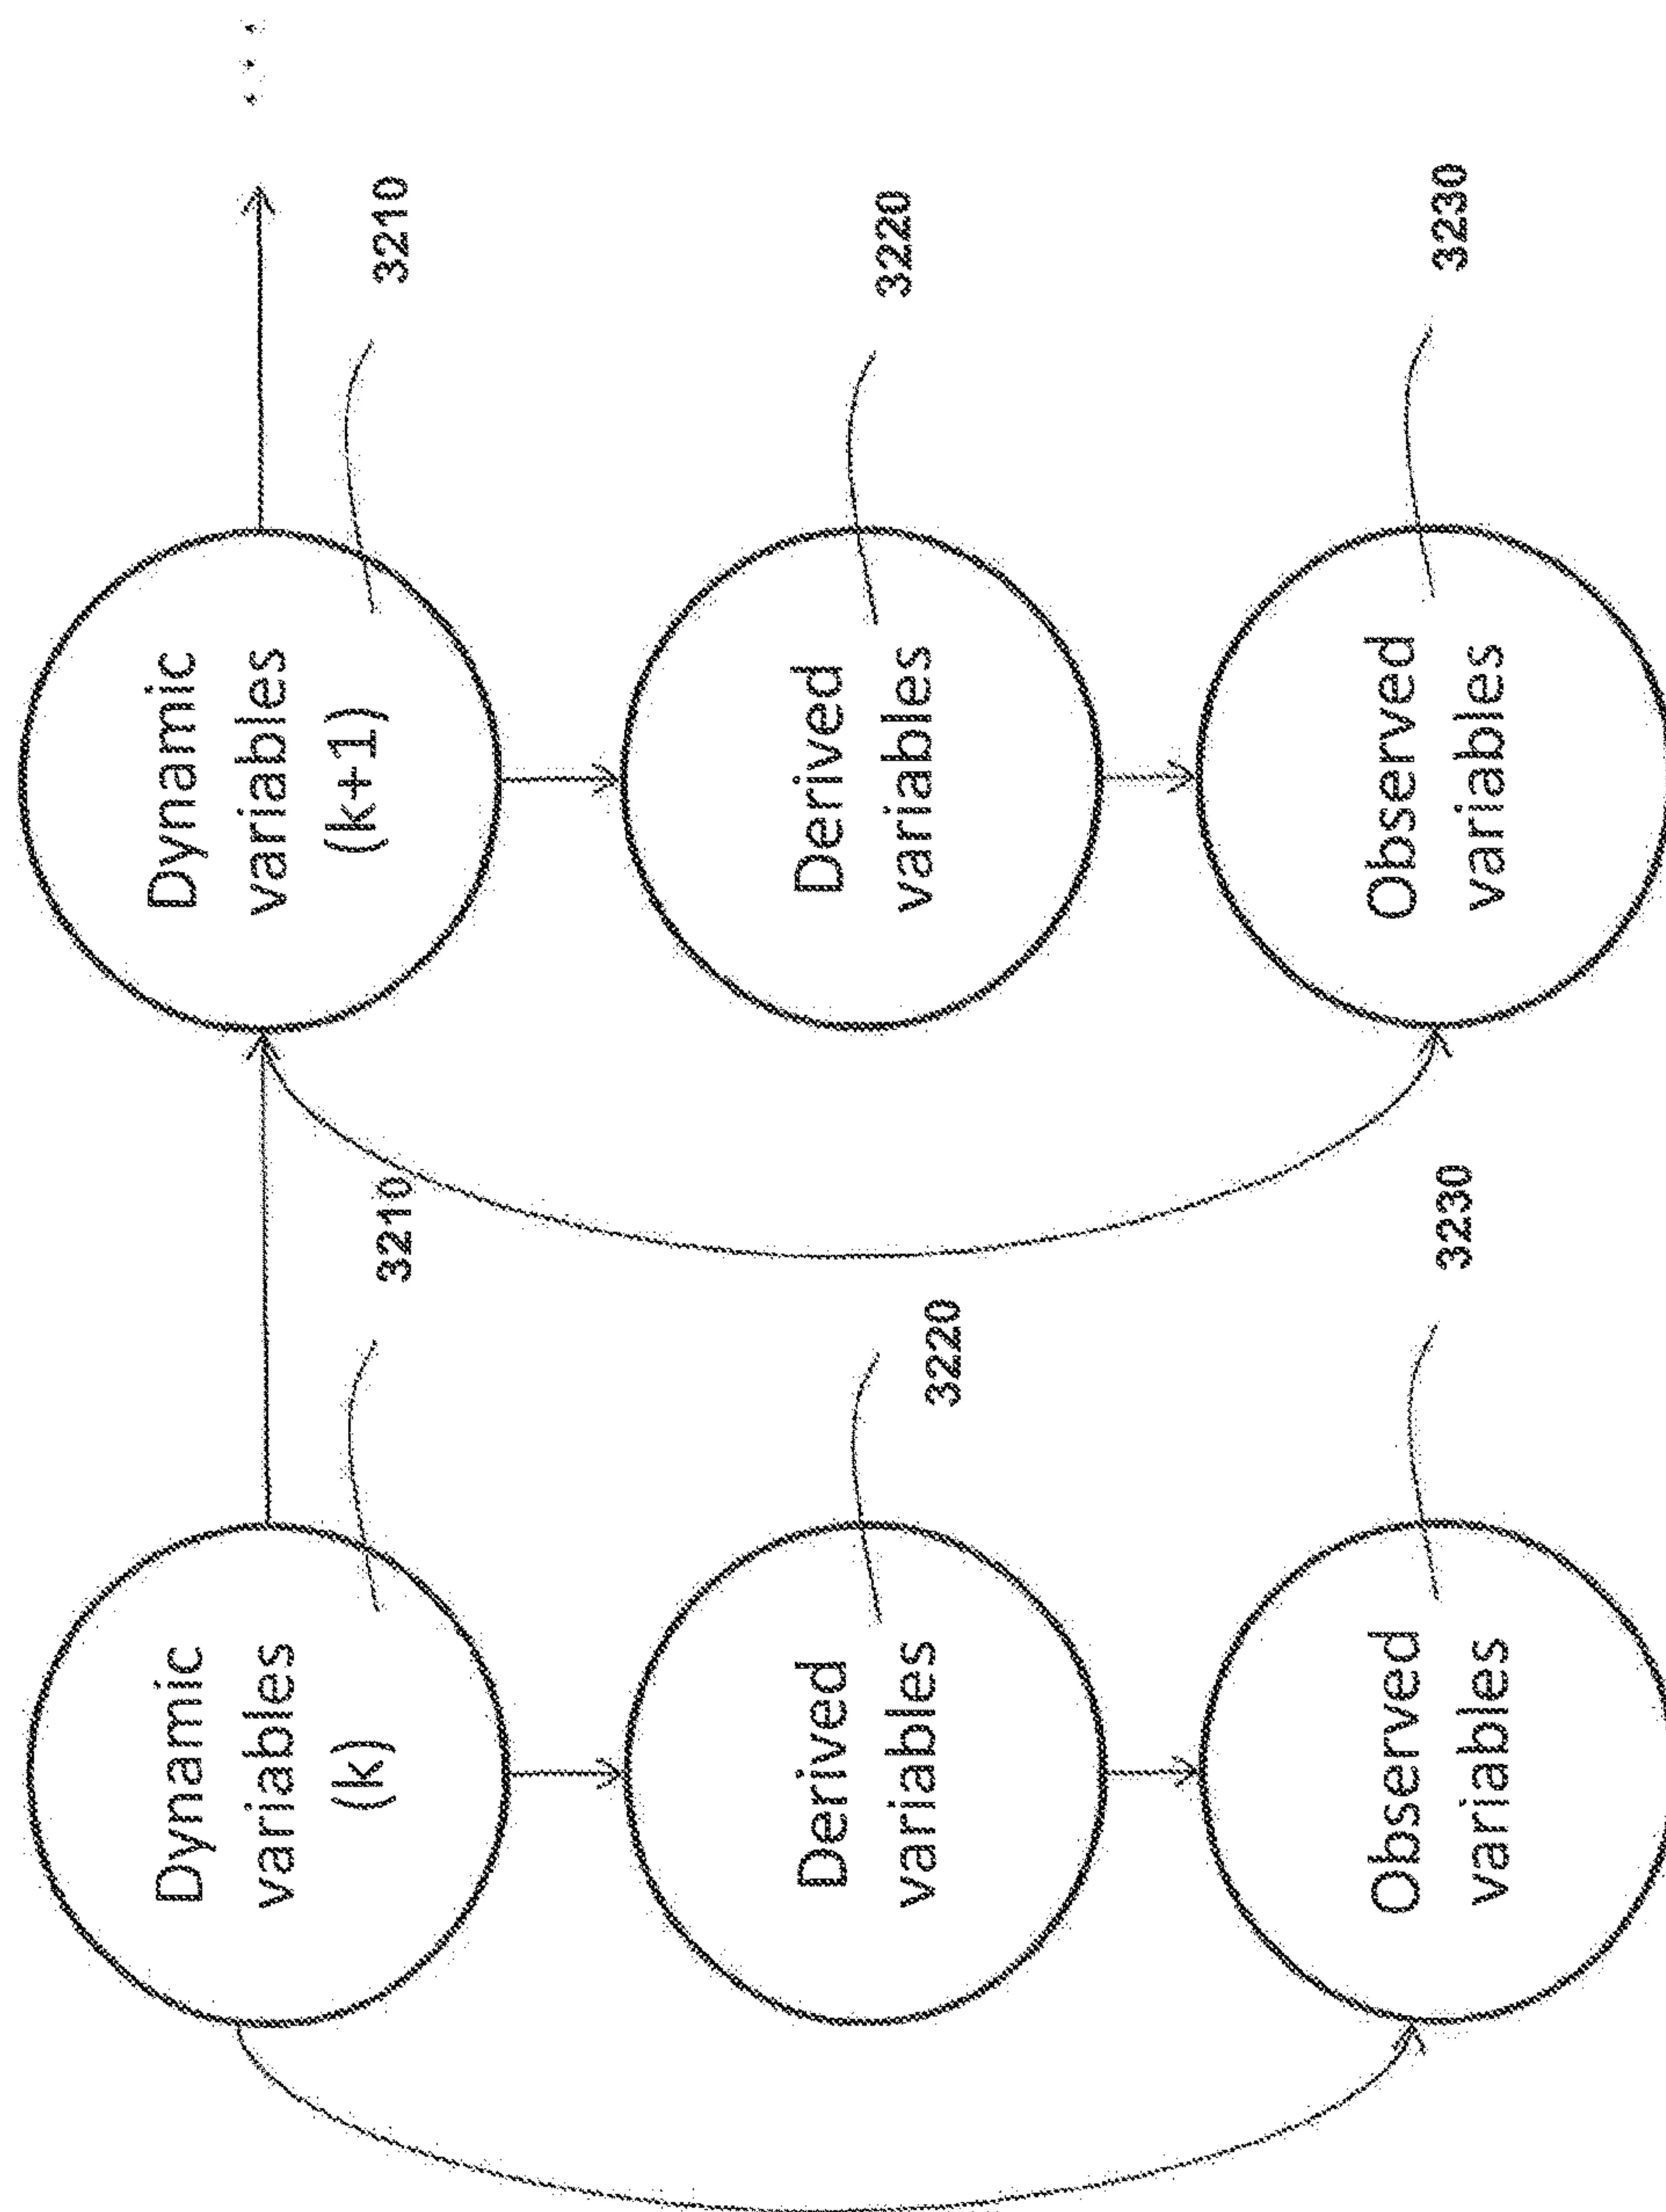 Dynamic
variables
(k)
3210
Dynamic
variables
(k+1)
3210
...
Derived
variables
3220
Derived
variables
3220
Observed
variables
3230
Observed
variables
3230